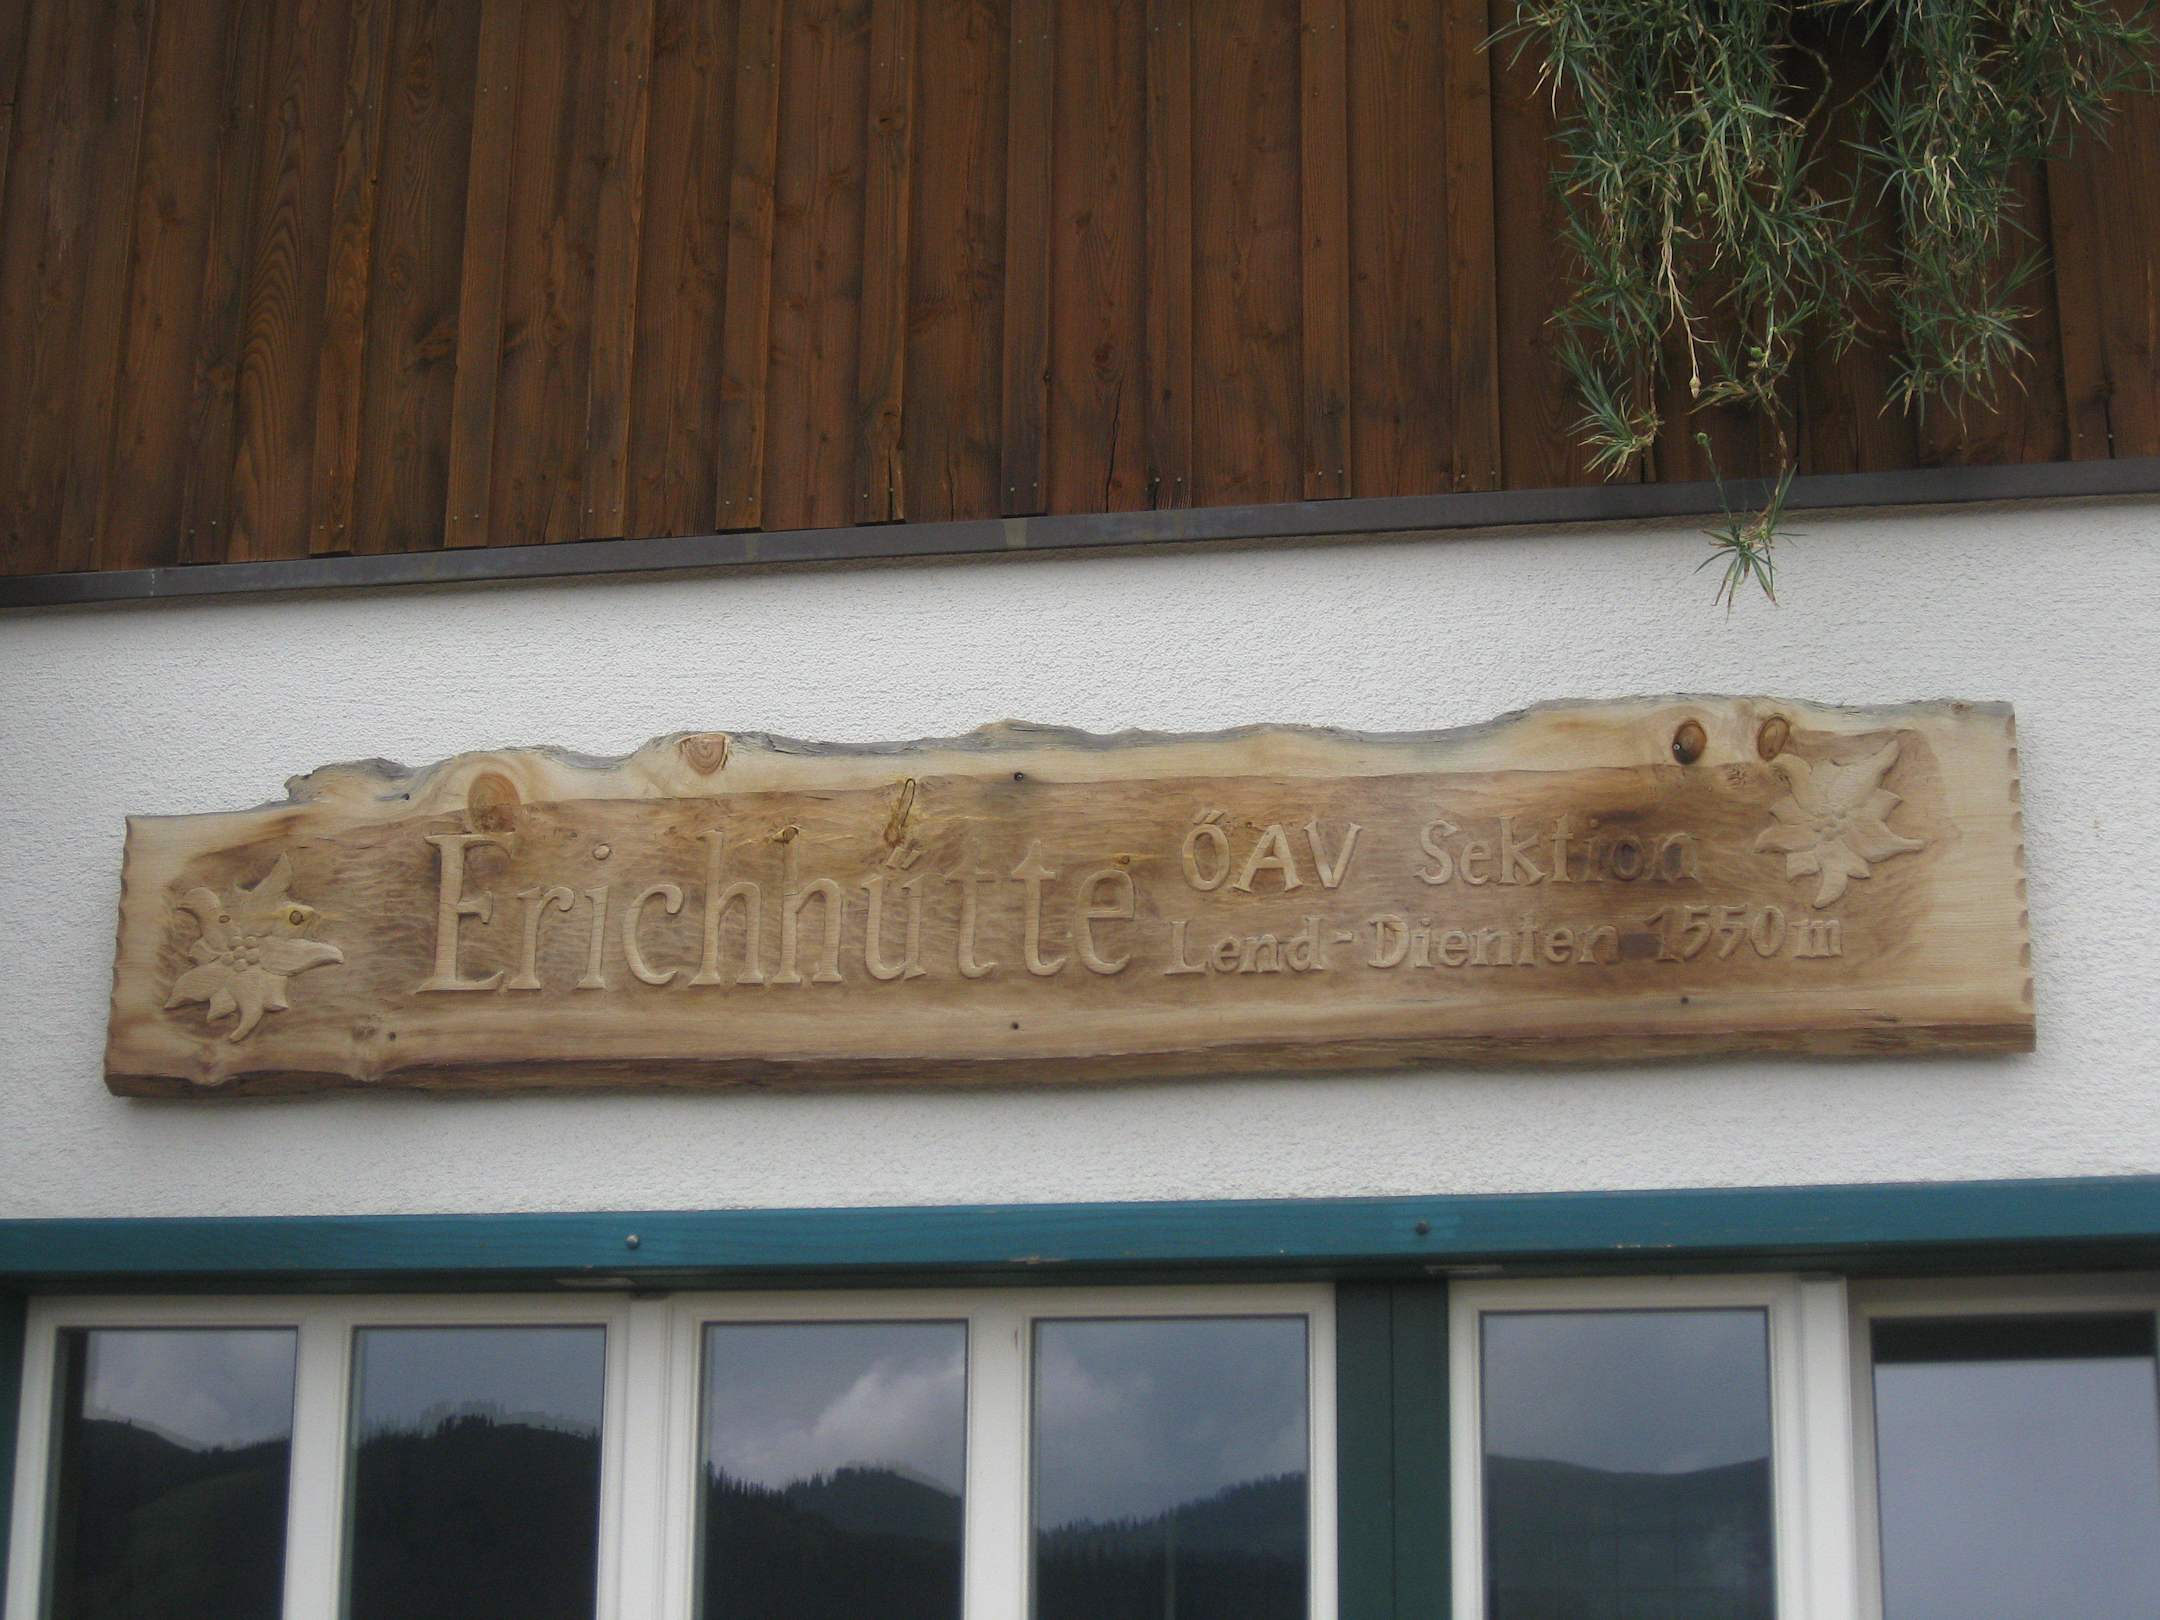 Erichhütte
ÖAV Sektion
Lend-Dienten 1550m